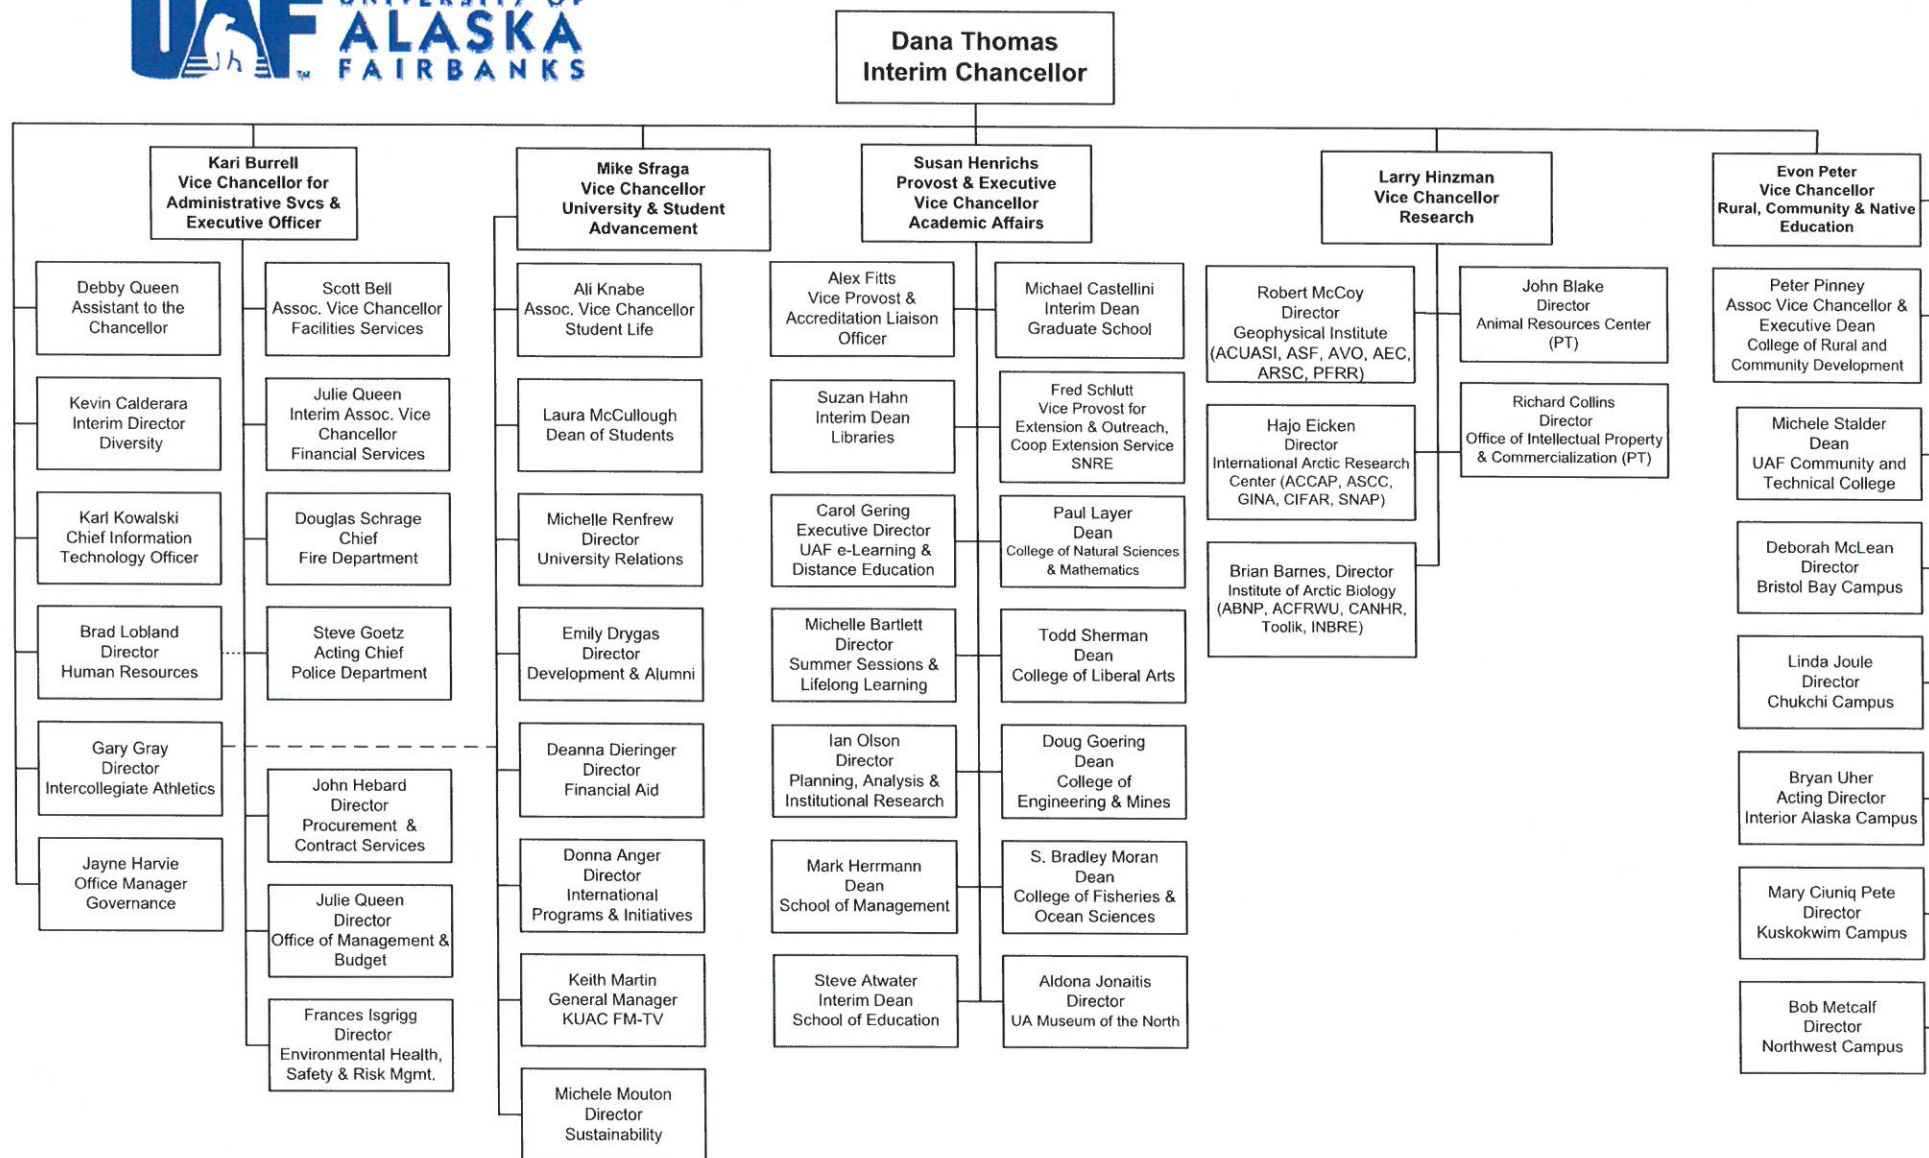 UNIVERSITY OF
UAF ALASKA
FAIRBANKS
TM
Dana Thomas
Interim Chancellor
Kari Burrell
Vice Chancellor for
Administrative Svcs &
Executive Officer
Mike Sfraga
Vice Chancellor
University & Student
Advancement
Susan Henrichs
Provost & Executive
Vice Chancellor
Academic Affairs
Larry Hinzman
Vice Chancellor
Research
Evon Peter
Vice Chancellor
Rural, Community & Native
Education
Debby Queen
Assistant to the
Chancellor
Kevin Calderara
Interim Director
Diversity
Karl Kowalski
Chief Information
Technology Officer
Brad Lobland
Director
Human Resources
Gary Gray
Director
Intercollegiate Athletics
Jayne Harvie
Office Manager
Governance
Scott Bell
Assoc. Vice Chancellor
Facilities Services
Julie Queen
Interim Assoc. Vice
Chancellor
Financial Services
Douglas Schrage
Chief
Fire Department
Steve Goetz
Acting Chief
Police Department
John Hebard
Director
Procurement &
Contract Services
Julie Queen
Director
Office of Management &
Budget
Frances Isgrigg
Director
Environmental Health,
Safety & Risk Mgmt.
Ali Knabe
Assoc. Vice Chancellor
Student Life
Laura McCullough
Dean of Students
Michelle Renfrew
Director
University Relations
Emily Drygas
Director
Development & Alumni
Deanna Dieringer
Director
Financial Aid
Donna Anger
Director
International
Programs & Initiatives
Keith Martin
General Manager
KUAC FM-TV
Michele Mouton
Director
Sustainability
Alex Fitts
Vice Provost &
Accreditation Liaison
Officer
Suzan Hahn
Interim Dean
Libraries
Carol Gering
Executive Director
UAF e-Learning &
Distance Education
Michelle Bartlett
Director
Summer Sessions &
Lifelong Learning
Ian Olson
Director
Planning, Analysis &
Institutional Research
Mark Herrmann
Dean
School of Management
Steve Atwater
Interim Dean
School of Education
Michael Castellini
Interim Dean
Graduate School
Fred Schlutt
Vice Provost for
Extension & Outreach,
Coop Extension Service
SNRE
Paul Layer
Dean
College of Natural Sciences
& Mathematics
Todd Sherman
Dean
College of Liberal Arts
Doug Goering
Dean
College of
Engineering & Mines
S. Bradley Moran
Dean
College of Fisheries &
Ocean Sciences
Aldona Jonaitis
Director
UA Museum of the North
Robert McCoy
Director
Geophysical Institute
(ACUASI, ASF, AVO, AEC,
ARSC, PFRR)
Hajo Eicken
Director
International Arctic Research
Center (ACCAP, ASCC,
GINA, CIFAR, SNAP)
Brian Barnes, Director
Institute of Arctic Biology
(ABNP, ACFRWU, CANHR,
Toolik, INBRE)
John Blake
Director
Animal Resources Center
(PT)
Richard Collins
Director
Office of Intellectual Property
& Commercialization (PT)
Peter Pinney
Assoc Vice Chancellor &
Executive Dean
College of Rural and
Community Development
Michele Stalder
Dean
UAF Community and
Technical College
Deborah McLean
Director
Bristol Bay Campus
Linda Joule
Director
Chukchi Campus
Bryan Uher
Acting Director
Interior Alaska Campus
Mary Ciuniq Pete
Director
Kuskokwim Campus
Bob Metcalf
Director
Northwest Campus